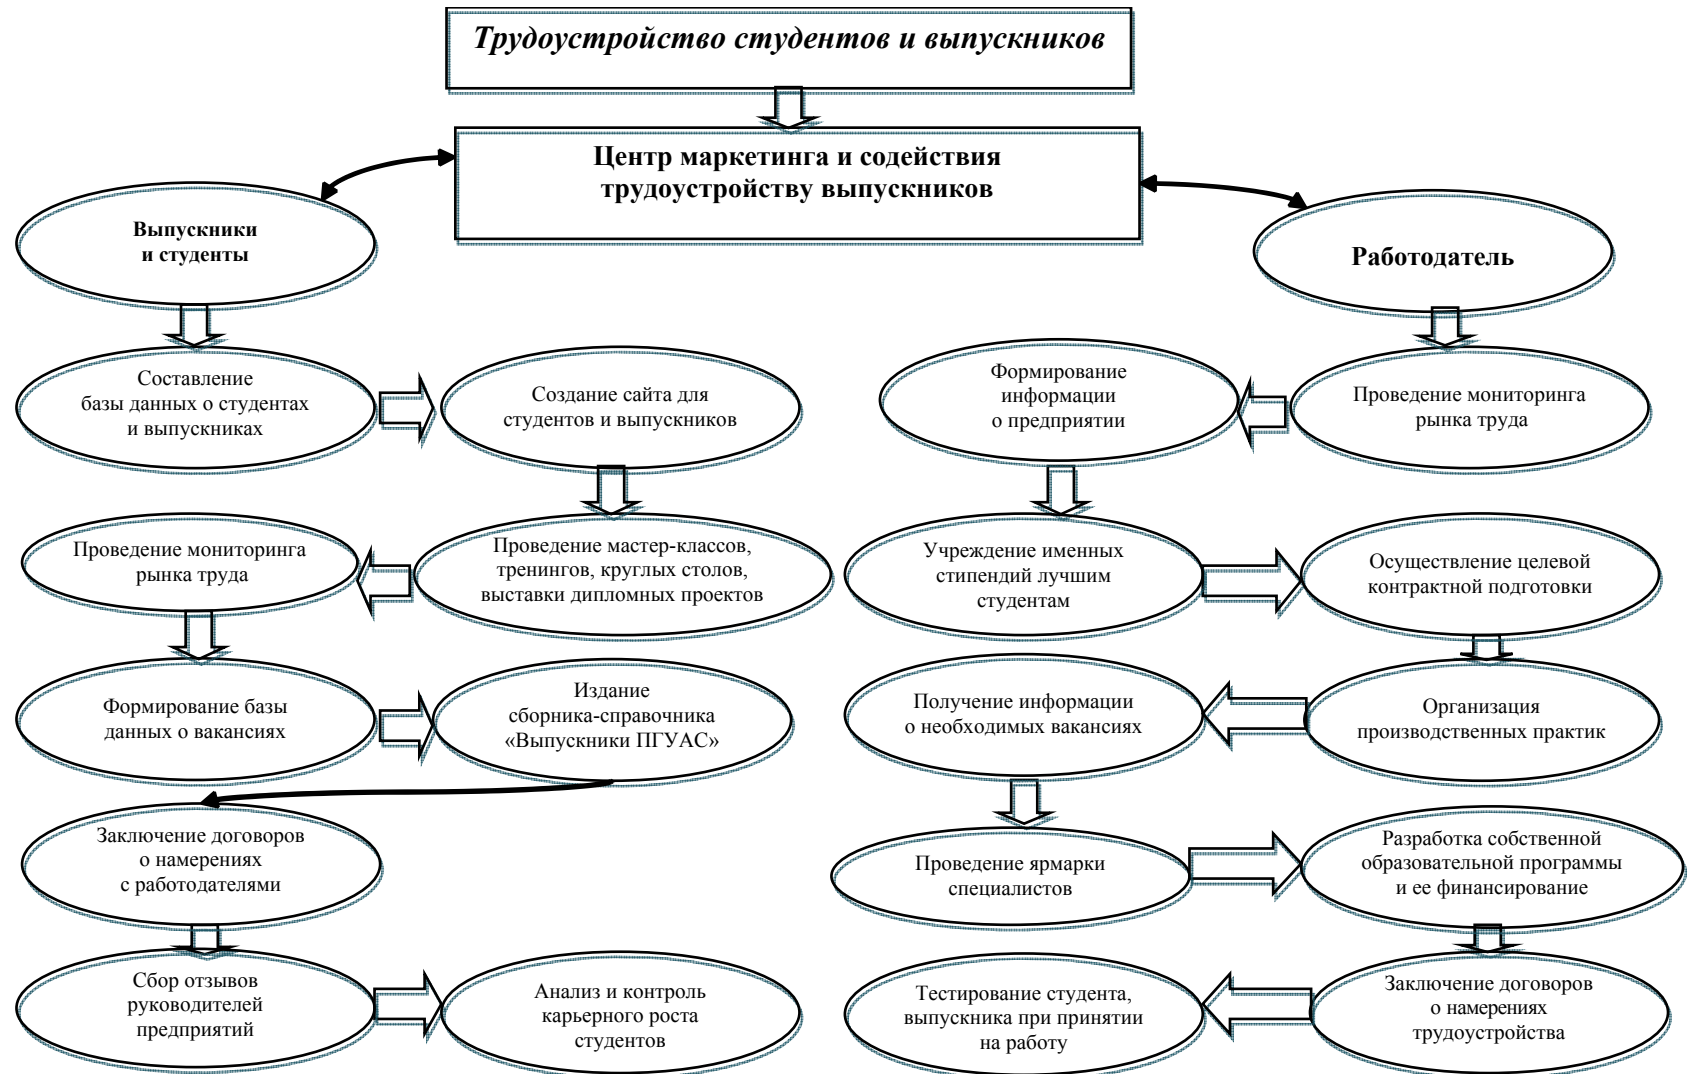 Трудоустройство студентов и выпускников
Центр маркетинга и содействия
трудоустройству выпускников
Выпускники
и студенты
Работодатель
Составление
базы данных о студентах
и выпускниках
Создание сайта для
студентов и выпускников
Формирование
информации
о предприятии
Проведение мониторинга
рынка труда
Проведение мониторинга
рынка труда
Проведение мастер-классов,
тренингов, круглых столов,
выставки дипломных проектов
Учреждение именных
стипендий лучшим
студентам
Осуществление целевой
контрактной подготовки
Формирование базы
данных о вакансиях
Издание
сборника-справочника
«Выпускники ПГУАС»
Получение информации
о необходимых вакансиях
Организация
производственных практик
Заключение договоров
о намерениях
с работодателями
Проведение ярмарки
специалистов
Разработка собственной
образовательной программы
и ее финансирование
Сбор отзывов
руководителей
предприятий
Анализ и контроль
карьерного роста
студентов
Тестирование студента,
выпускника при принятии
на работу
Заключение договоров
о намерениях
трудоустройства